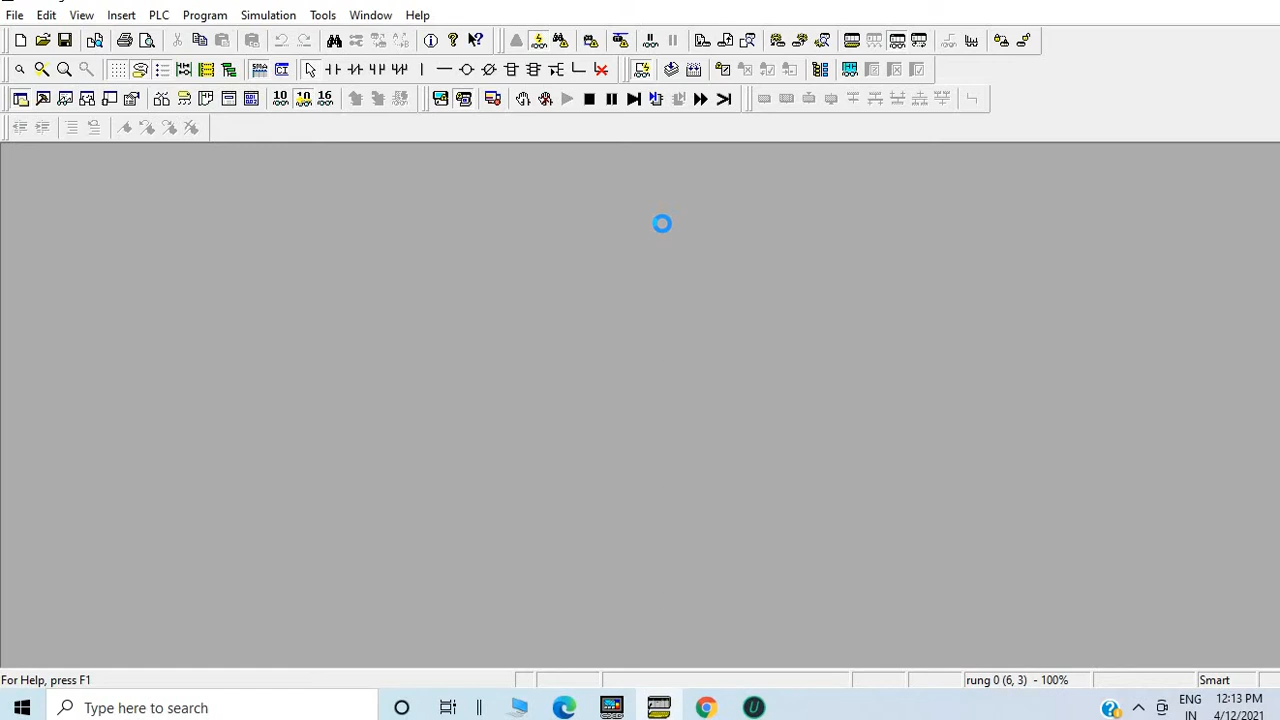 File Edit View Insert PLC Program Simulation Tools Window Help
10 10 16
For Help, press F1
rung 0 (6, 3) - 100%
Smart
Type here to search
ENG
IN
12:13 PM
4/12/2021